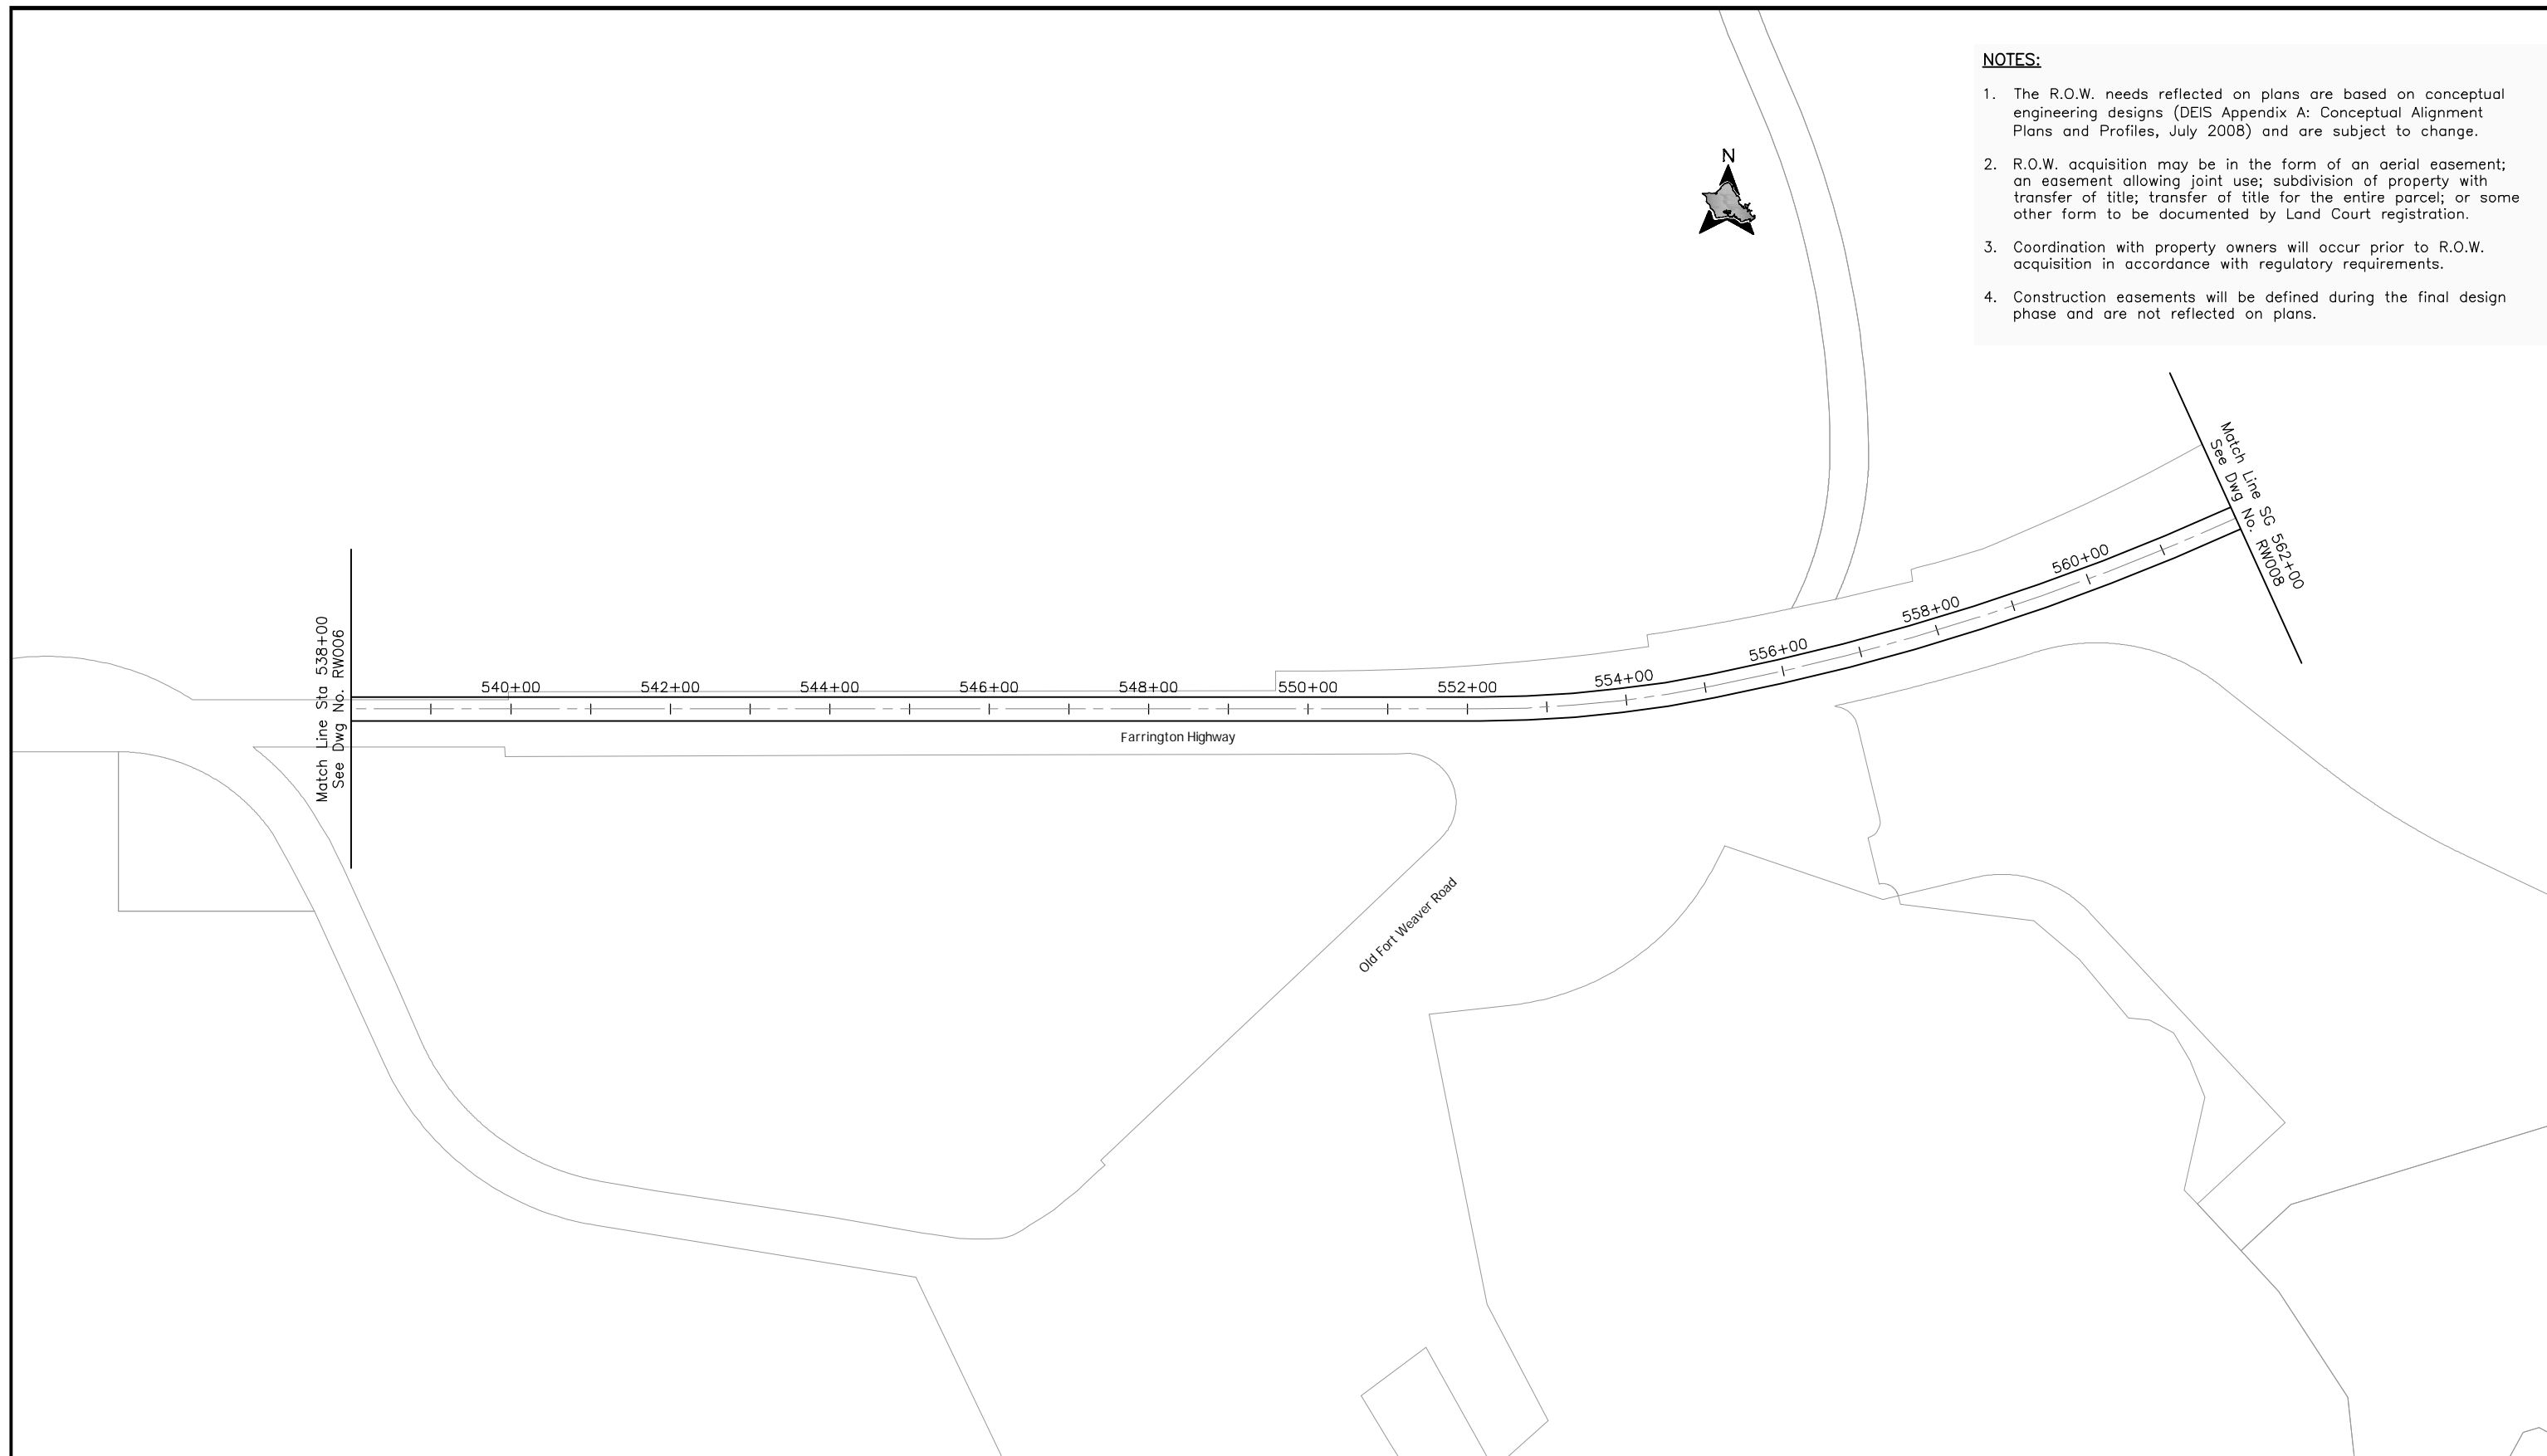 NOTES:
1. The R.O.W. needs reflected on plans are based on conceptual
engineering designs (DEIS Appendix A: Conceptual Alignment
Plans and Profiles, July 2008) and are subject to change.
2. R.O.W. acquisition may be in the form of an aerial easement;
an easement allowing joint use; subdivision of property with
transfer of title; transfer of title for the entire parcel; or some
other form to be documented by Land Court registration.
3. Coordination with property owners will occur prior to R.O.W.
acquisition in accordance with regulatory requirements.
4. Construction easements will be defined during the final design
phase and are not reflected on plans.
N
Match Line SG 562+00
See Dwg No. RW008
Match Line Sta 538+00
See Dwg No. RW006
540+00
542+00
544+00
546+00
548+00
550+00
552+00
554+00
556+00
558+00
560+00
Farrington Highway
Old Fort Weaver Road